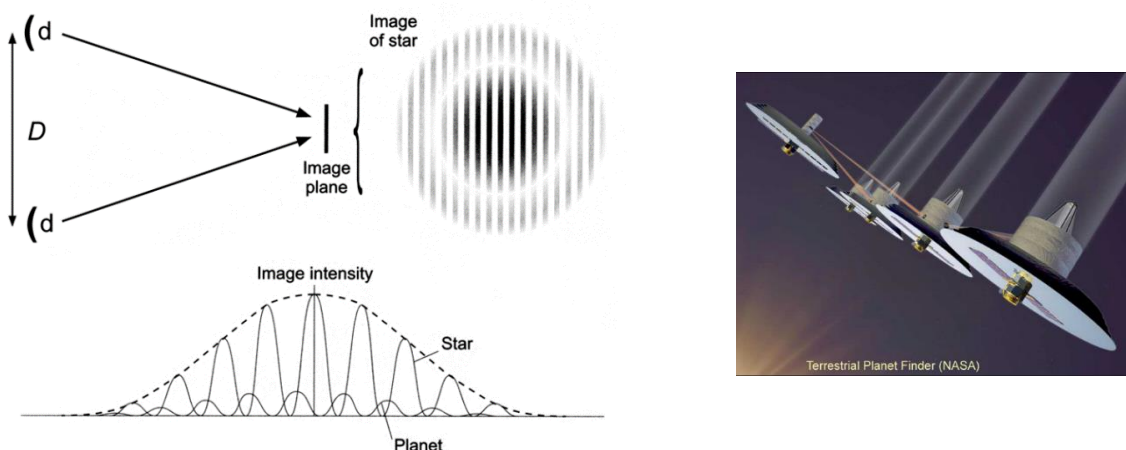 (d
Image
of star
D
Image
plane
(d
Image intensity
Star
Planet
Terrestrial Planet Finder (NASA)